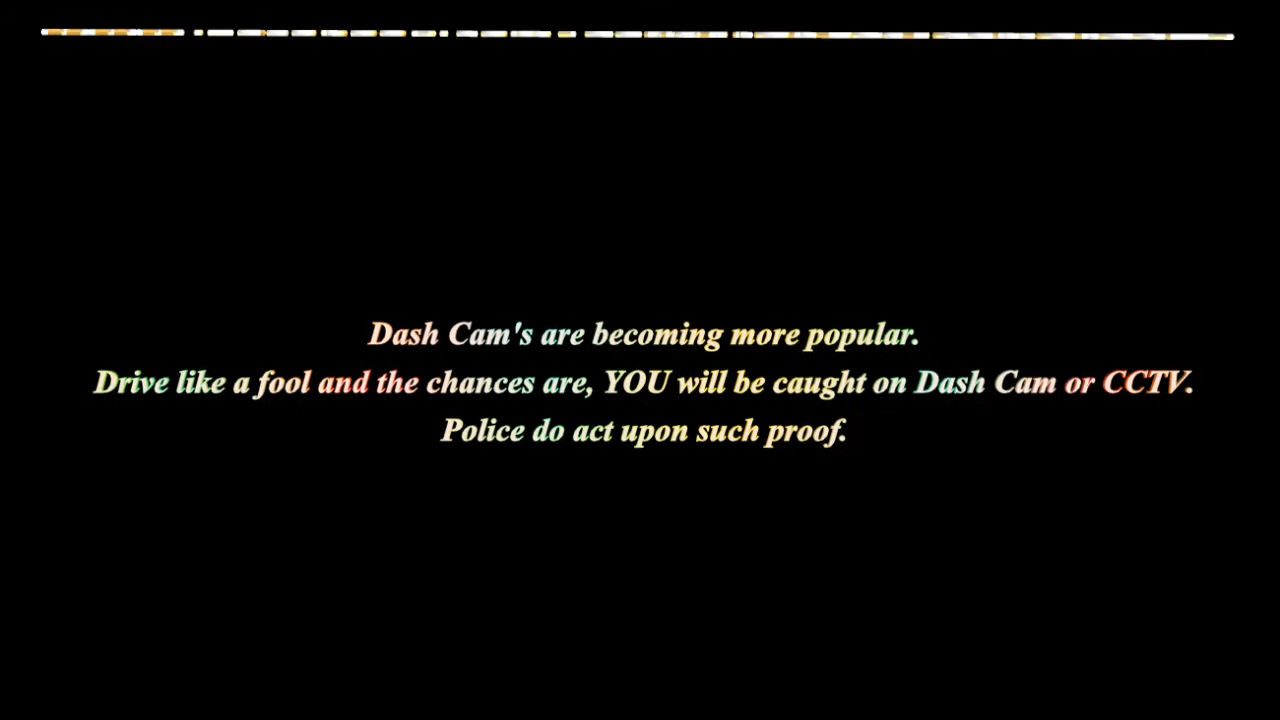 Dash Cam's are becoming more popular.
Drive like a fool and the chances are, YOU will be caught on Dash Cam or CCTV.
Police do act upon such proof.